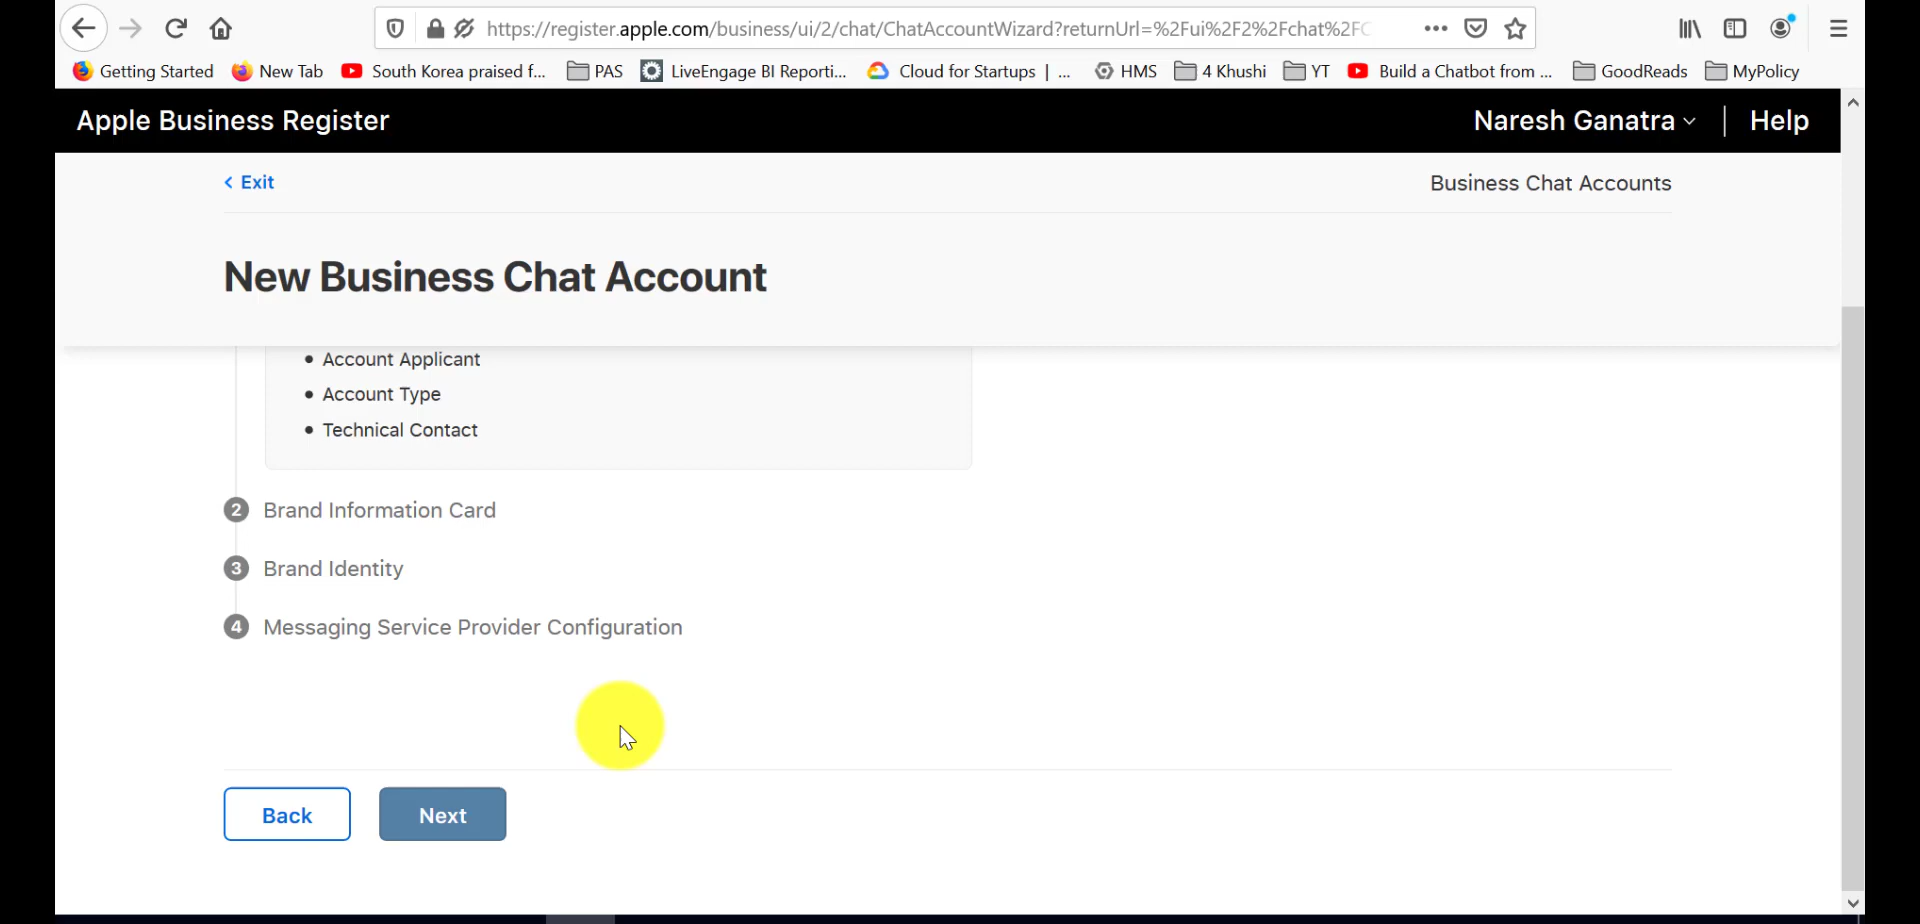 https://register.apple.com/business/ui/2/chat/ChatAccountWizard?returnUrl=%2Fui%2F2%2Fchat%2FC
Getting Started New Tab South Korea praised f... PAS LiveEngage BI Reporti... Cloud for Startups | ... HMS 4 Khushi YT Build a Chatbot from ... GoodReads MyPolicy
Apple Business Register Naresh Ganatra Help
Exit Business Chat Accounts
New Business Chat Account
• Account Applicant
• Account Type
• Technical Contact
2 Brand Information Card
3 Brand Identity
4 Messaging Service Provider Configuration
Back Next